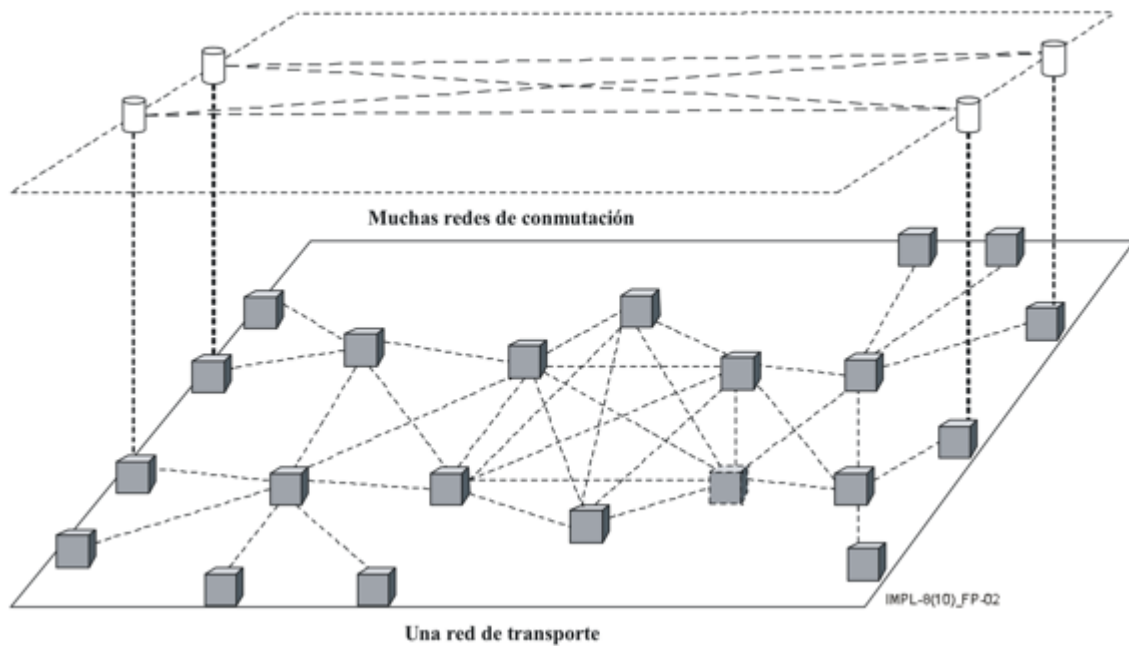 Muchas redes de conmutación
IMPL-8(10)_FP-02
Una red de transporte